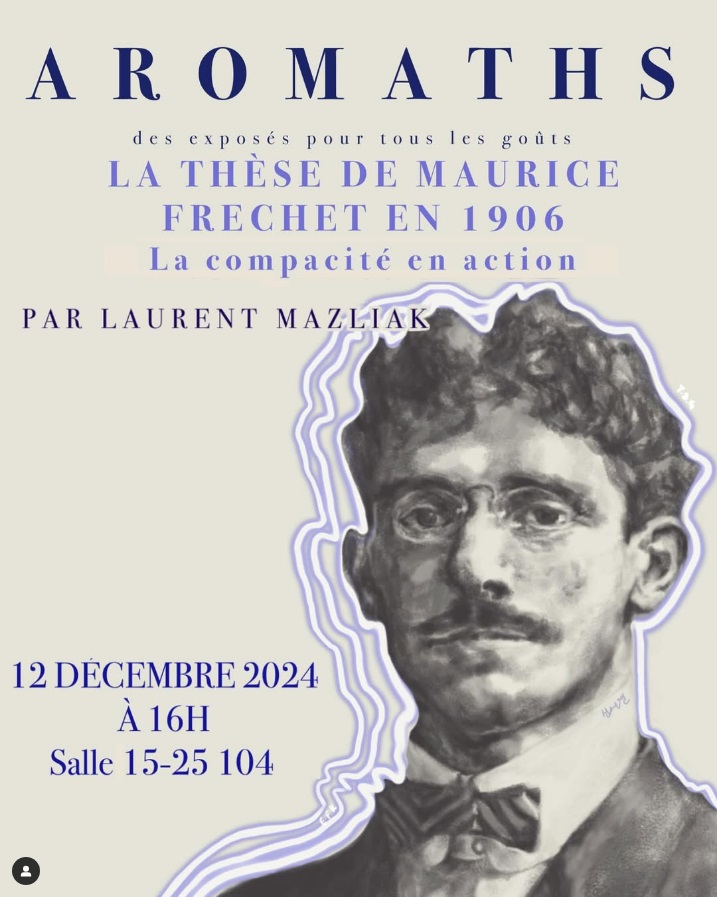 AROMATHS
des exposés pour tous les goûts
LA THÈSE DE MAURICE
FRECHET EN 1906
La compacité en action
PAR LAURENT MAZLIAK
12 DÉCEMBRE 2024
À 16H
Salle 15-25 104